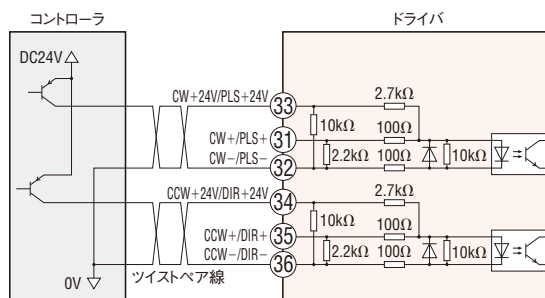 コントローラ
ドライバ
DC24V
CW+24V/PLS+24V
33
2.7kΩ
10kΩ
CW+/PLS+
31
100Ω
2.2kΩ
10kΩ
CW−/PLS−
32
100Ω
CCW+24V/DIR+24V
34
2.7kΩ
10kΩ
100Ω
CCW+/DIR+
35
2.2kΩ
10kΩ
CCW−/DIR−
36
100Ω
0V
ツイストペア線